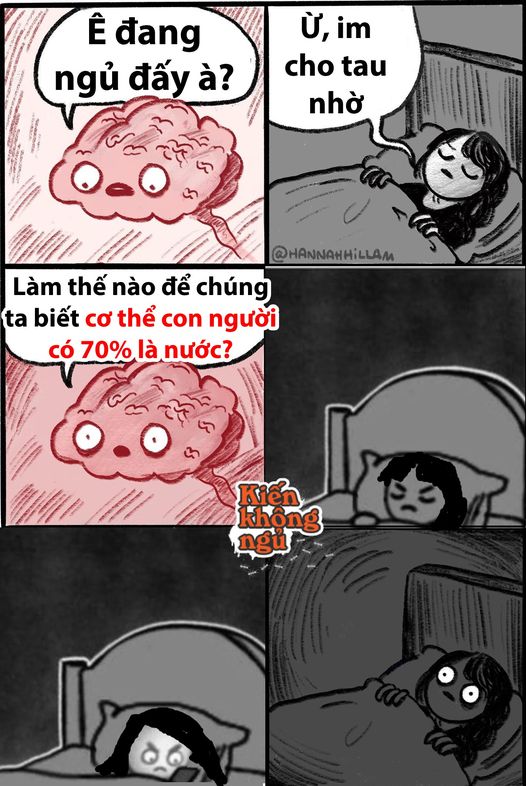 Ê đang
ngủ đấy à?
Ừ, im
cho tau
nhờ
@HANNAHHILLAM
Làm thế nào để chúng
ta biết cơ thể con người
có 70% là nước?
Kiến
không
ngủ